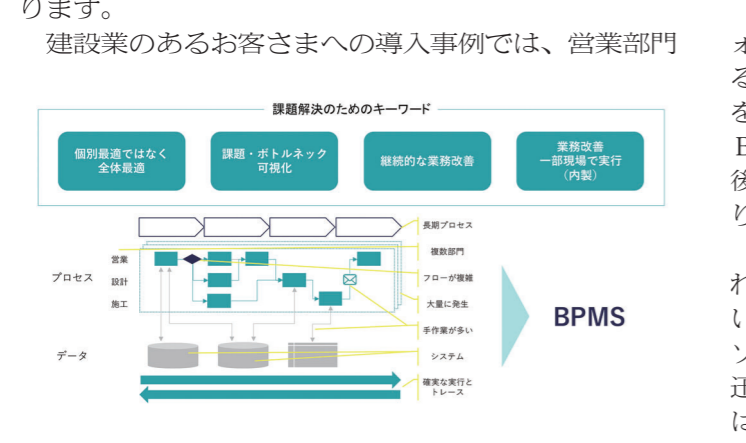 ります。
建設業のあるお客さまへの導入事例では、営業部門
課題解決のためのキーワード
個別最適ではなく
全体最適
課題・ボトルネック
可視化
継続的な業務改善
業務改善
一部現場で実行
（内製）
長期プロセス
複数部門
営業
プロセス
設計
フローが複雑
施工
大量に発生
BPMS
手作業が多い
データ
システム
確実な実行と
トレース
る
を
後
り
れ
い
ソ
迅
は